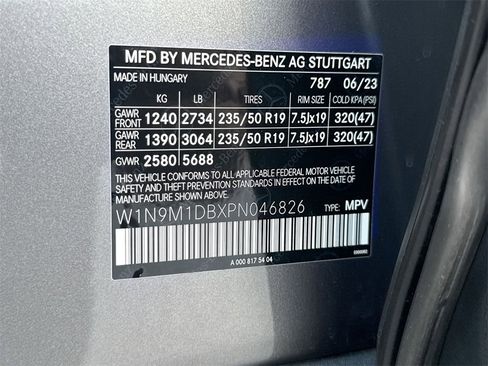 MFD BY MERCEDES-BENZ AG STUTTGART
MADE IN HUNGARY 787 06/23
KG LB TIRES RIM SIZE COLD KPA(PSI)
GAWR FRONT 1240 2734 235/50 R19 7.5Jx19 320(47)
GAWR REAR 1390 3064 235/50 R19 7.5Jx19 320(47)
GVWR 2580 5688
THIS VEHICLE CONFORMS TO ALL APPLICABLE FEDERAL MOTOR
VEHICLE SAFETY AND THEFT PREVENTION STANDARDS IN
EFFECT ON THE DATE OF MANUFACTURE SHOWN ABOVE.
W1N9M1DBXPN046826 TYPE: MPV
A 000 817 54 04